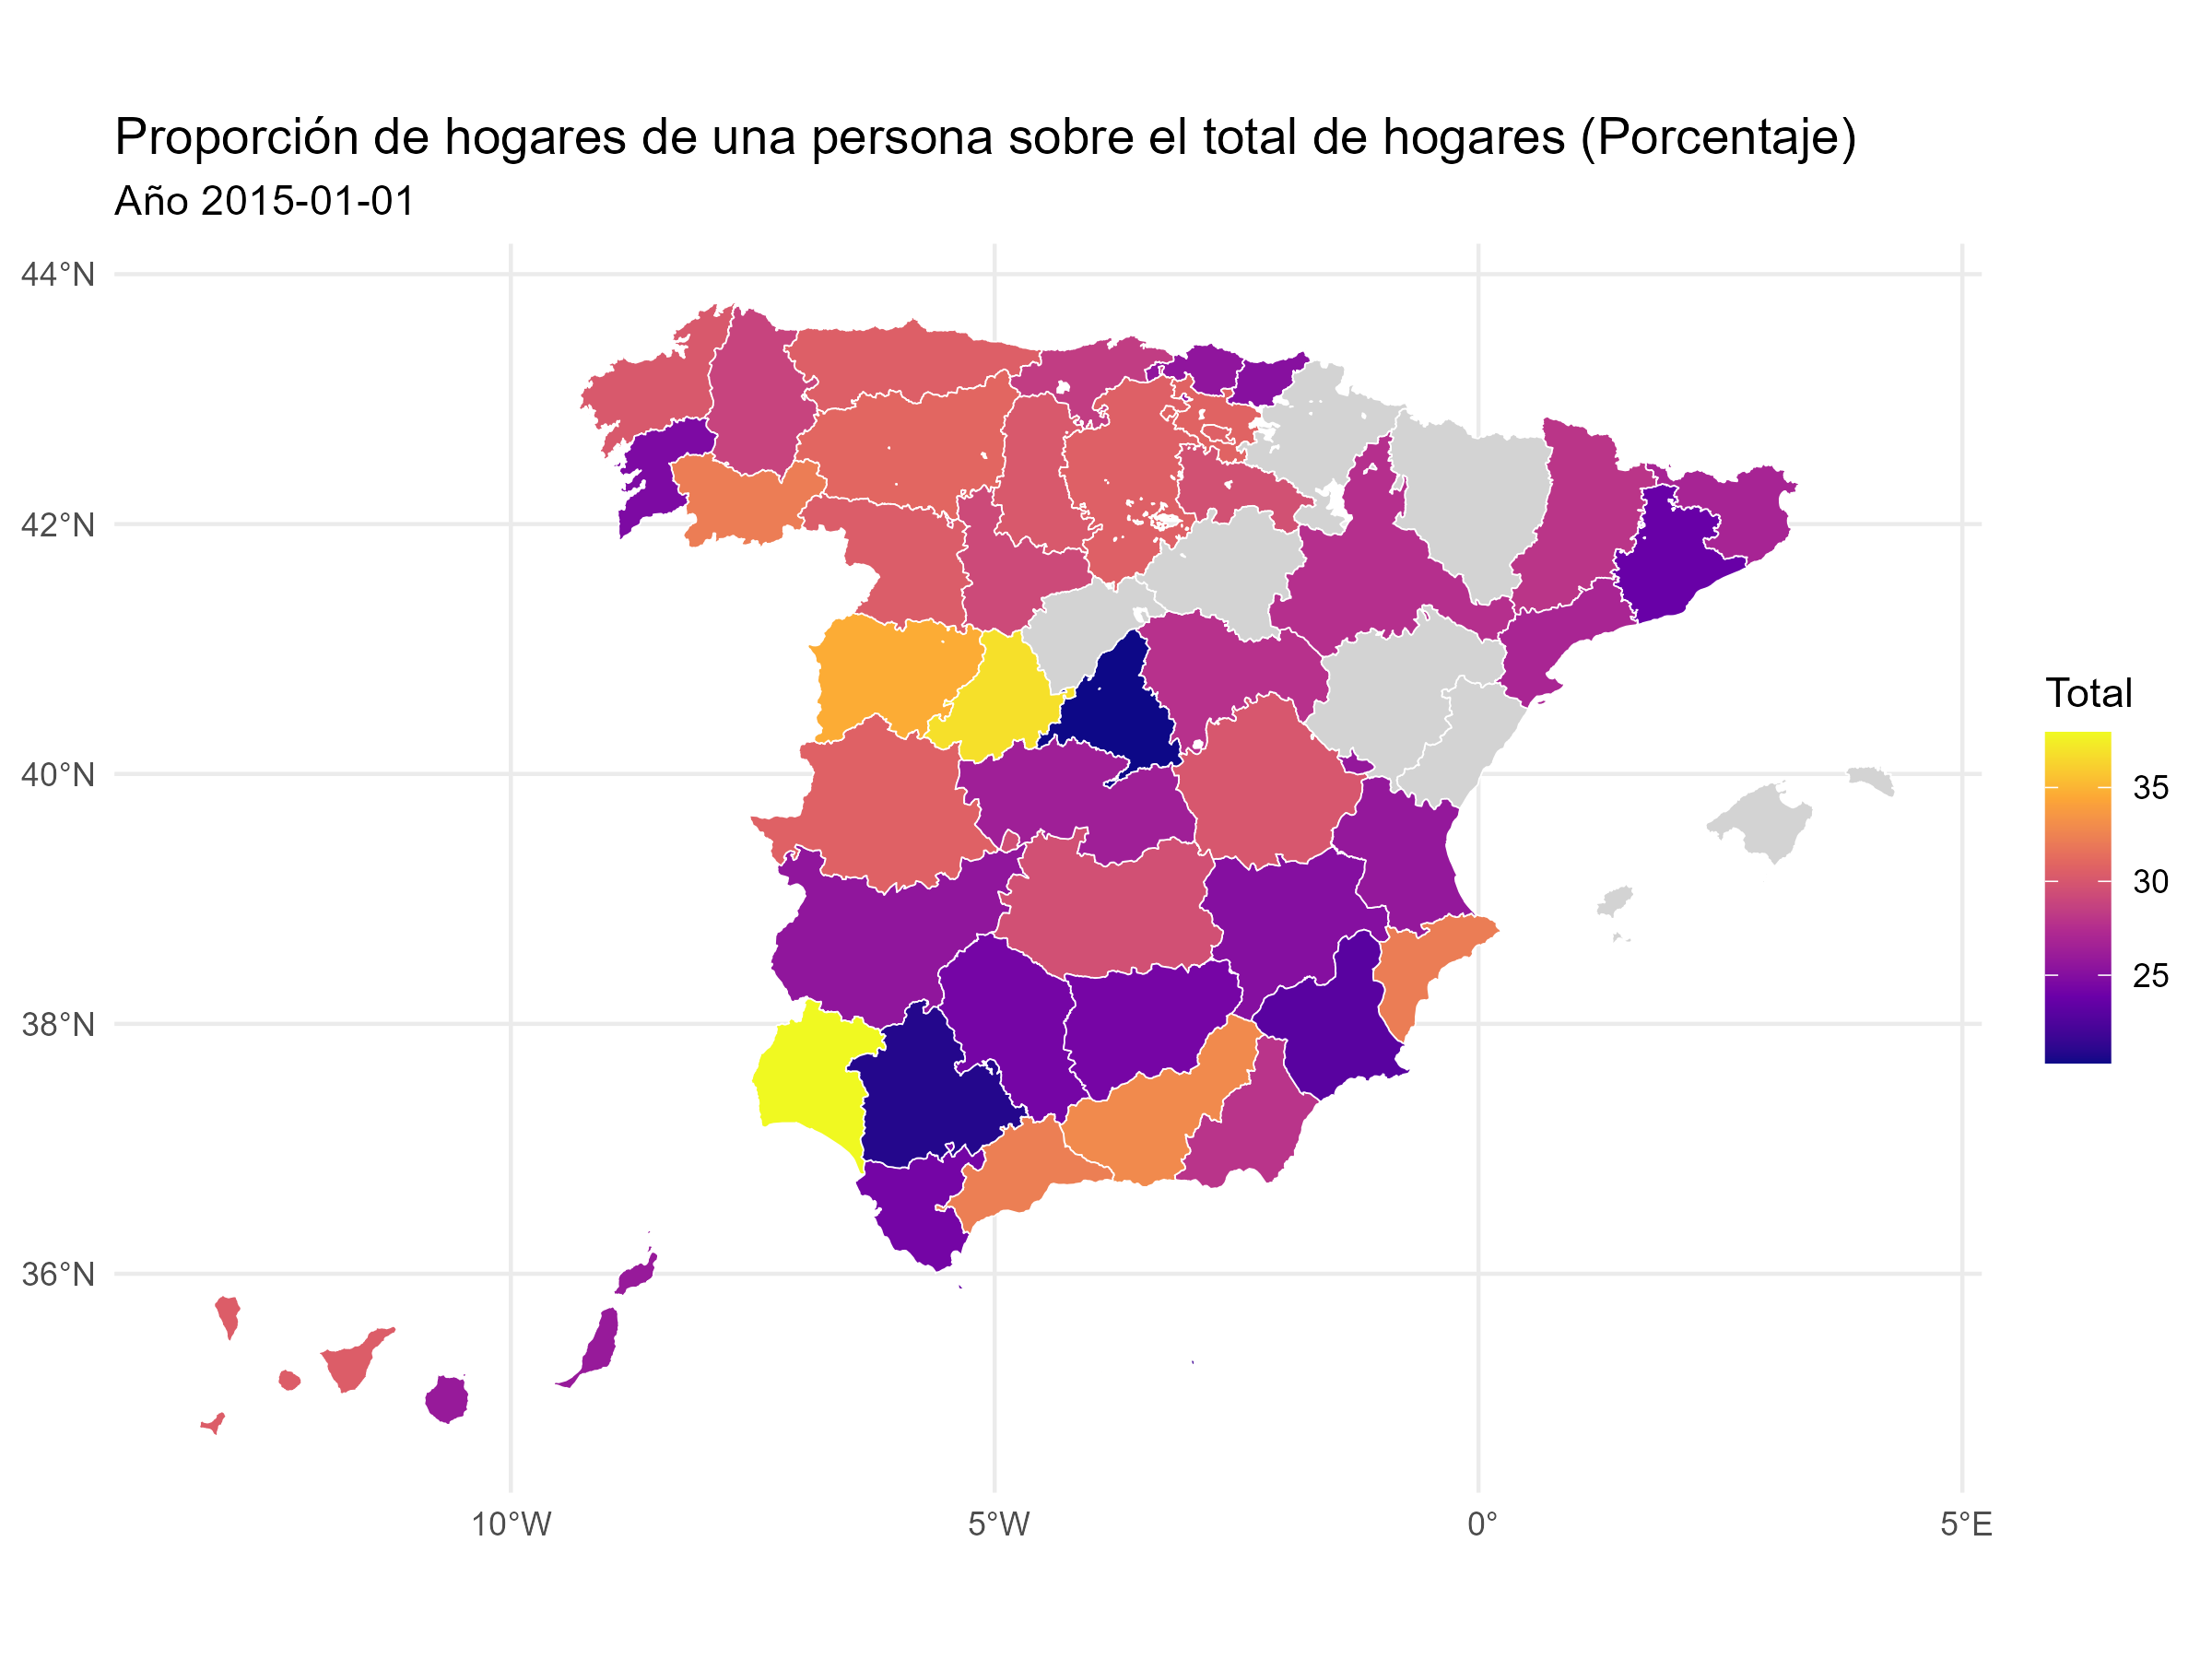 Proporción de hogares de una persona sobre el total de hogares (Porcentaje)
Año 2015-01-01
44°N
42°N
40°N
38°N
36°N
10°W
5°W
0°
5°E
Total
35
30
25